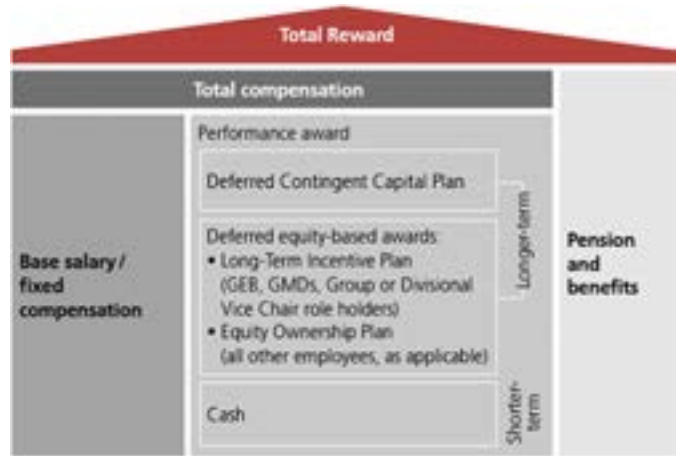 Total Reward
Total compensation
Base salary /
fixed
compensation
Performance award
Deferred Contingent Capital Plan
Deferred equity-based awards:
• Long-Term Incentive Plan
(GEB, GMDs, Group or Divisional
Vice Chair role holders)
• Equity Ownership Plan
(all other employees, as applicable)
Cash
Longer-term
Shorter-
term
Pension
and
benefits